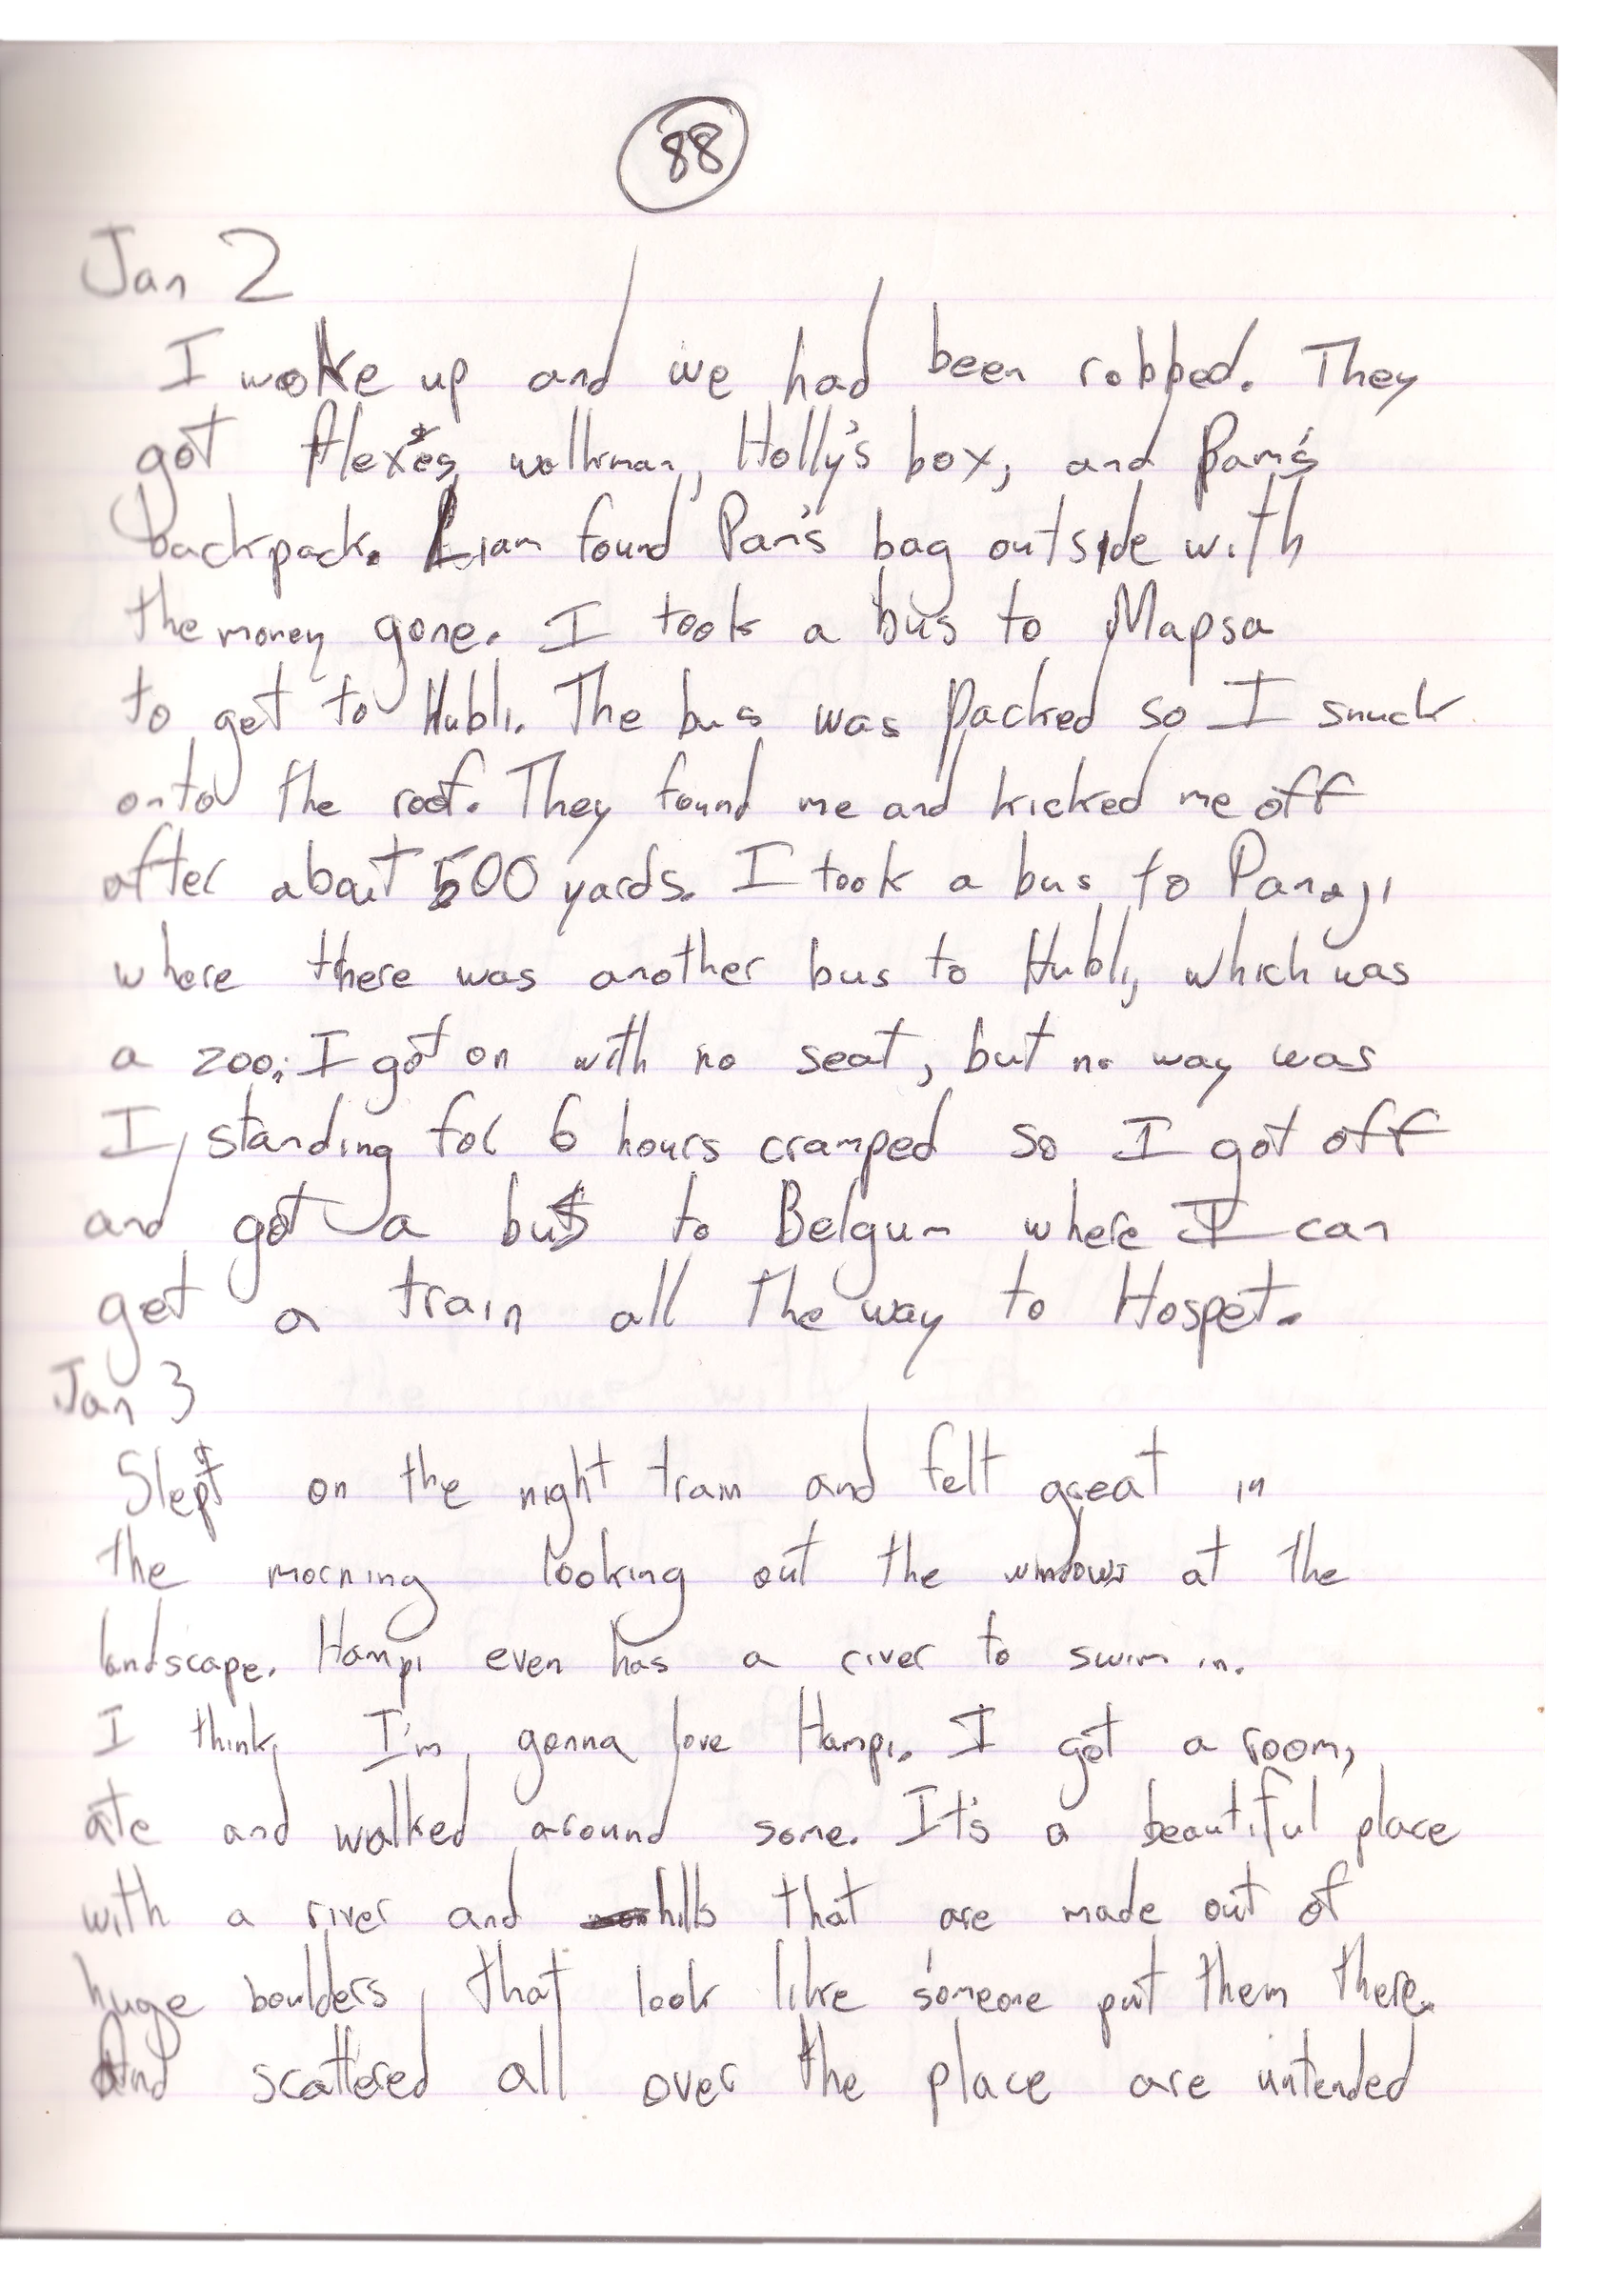 88
Jan 2
I woke up and we had been robbed. They
got Alex's walkman, Holly's box, and Pam's
backpack. Liam found Pam's bag outside with
the money gone. I took a bus to Mapsa
to get to Hubli. The bus was packed so I snuck
onto the roof. They found me and kicked me off
after about 500 yards. I took a bus to Panaji
where there was another bus to Hubli, which was
a zoo; I got on with no seat, but no way was
I standing for 6 hours cramped so I got off
and got a bus to Belgum where I can
get a train all the way to Hospet.
Jan 3
Slept on the night train and felt great in
the morning looking out the windows at the
landscape. Hampi even has a river to swim in.
I think I'm gonna love Hampi. I got a room,
ate and walked around some. It's a beautiful place
with a river and hills that are made out of
huge boulders, that look like someone put them there.
And scattered all over the place are untended